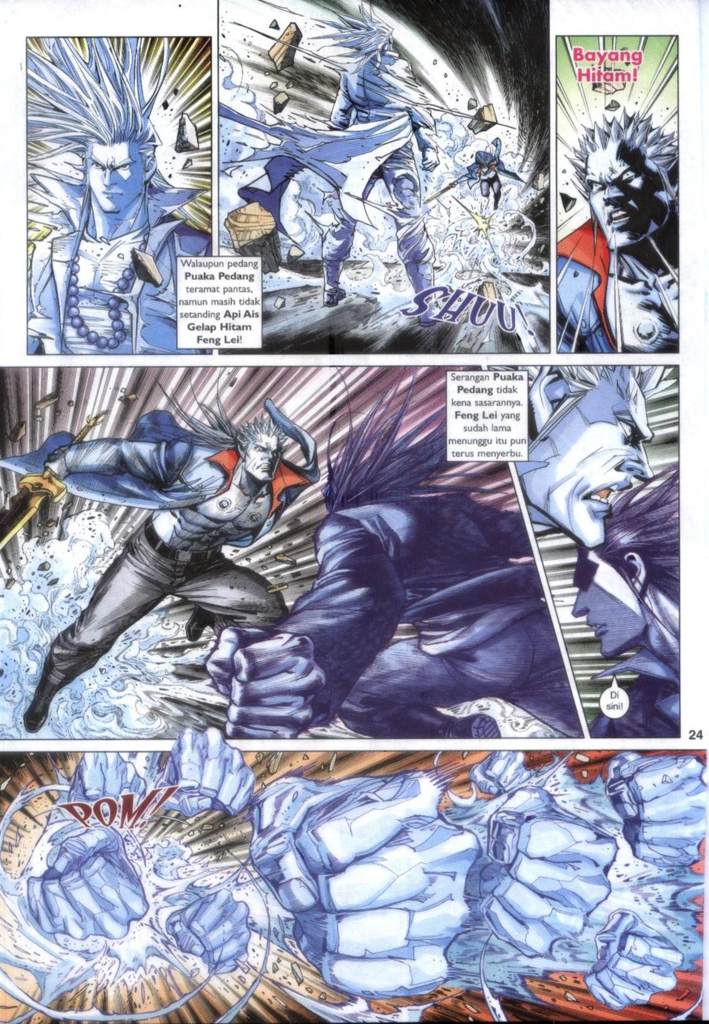 Walaupun pedang
Puaka Pedang
teramat pantas,
namun masih tidak
setanding Api Ais
Gelap Hitam
Feng Lei!
SHUU
Bayang
Hitam!
Serangan Puaka
Pedang tidak
kena sasarannya.
Feng Lei yang
sudah lama
menunggu itu pun
terus menyerbu.
Di
sini!
24
POM!